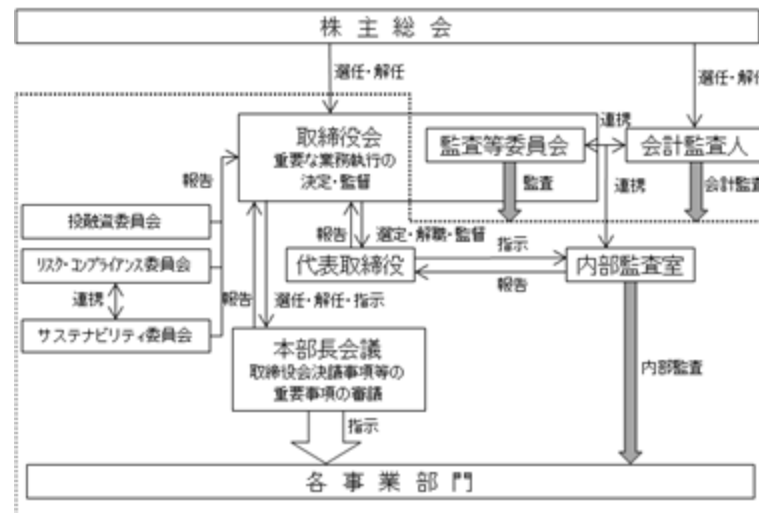 株主総会
選任・解任
選任・解任
取締役会
重要な業務執行の
決定・監督
監査等委員会
連携
会計監査人
報告
監査
連携
会計監査
投融資委員会
報告
選定・解職・監督
指示
リスク・コンプライアンス委員会
代表取締役
内部監査室
報告
連携
報告
選任・解任・指示
サステナビリティ委員会
本部長会議
取締役会決議事項等の
重要事項の審議
内部監査
指示
各事業部門